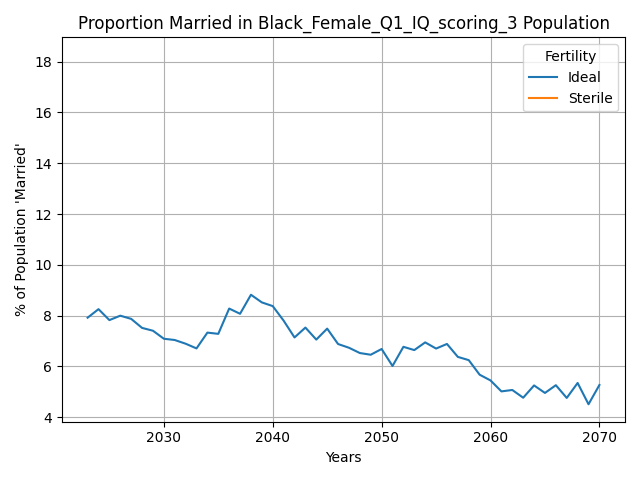 Proportion Married in Black_Female_Q1_IQ_scoring_3 Population
% of Population 'Married'
18
16
14
12
10
8
6
4
Fertility
Ideal
Sterile
2030 2040 2050 2060 2070
Years